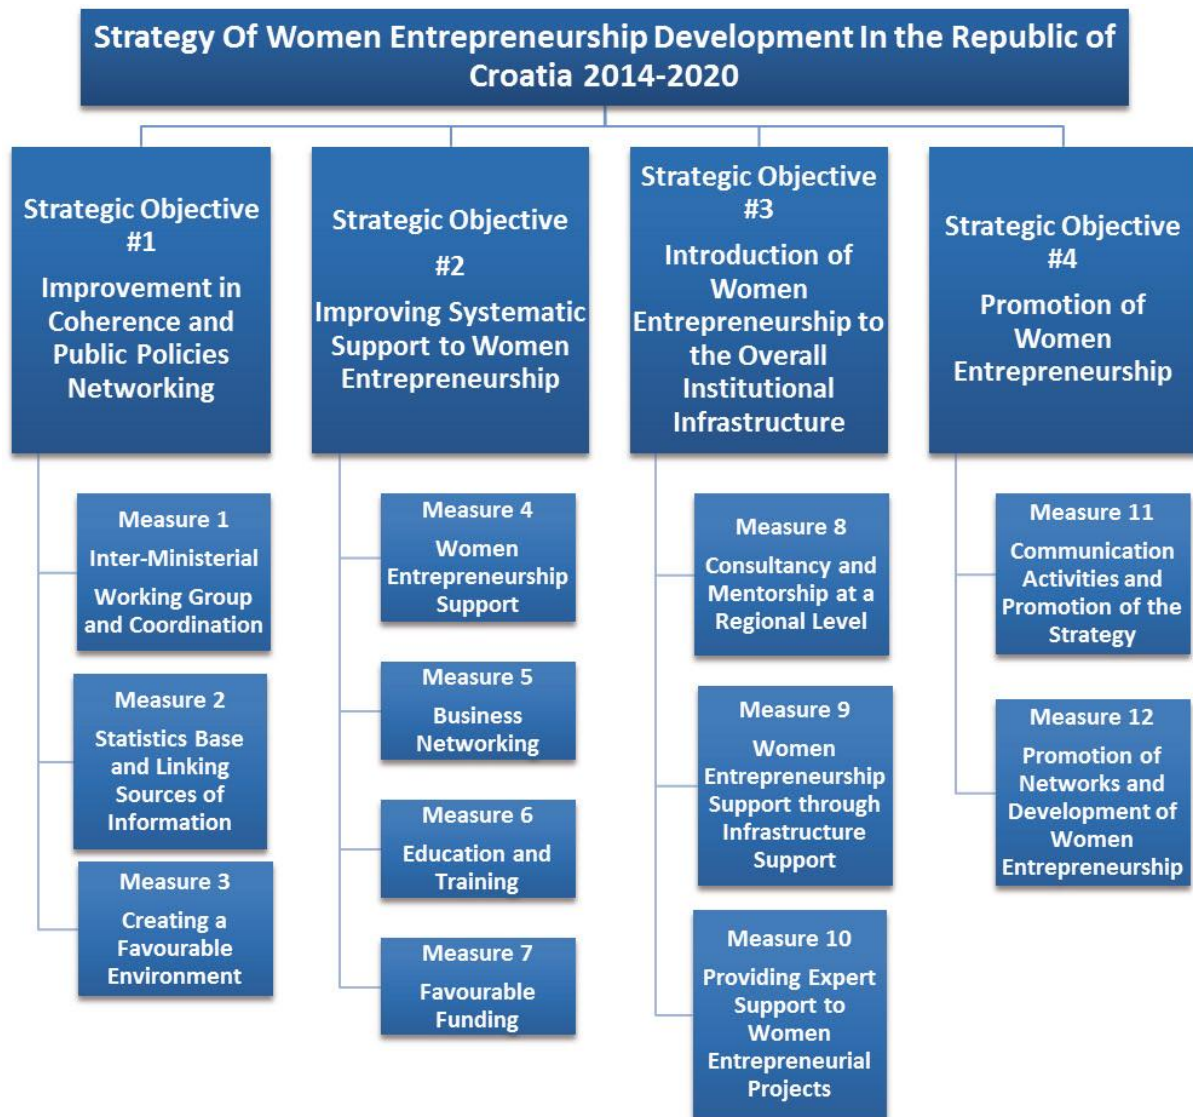 Strategy Of Women Entrepreneurship Development In the Republic of
Croatia 2014-2020
Strategic Objective
#1
Improvement in
Coherence and
Public Policies
Networking
Measure 1
Inter-Ministerial
Working Group
and Coordination
Measure 2
Statistics Base
and Linking
Sources of
Information
Measure 3
Creating a
Favourable
Environment
Strategic Objective
#2
Improving Systematic
Support to Women
Entrepreneurship
Measure 4
Women
Entrepreneurship
Support
Measure 5
Business
Networking
Measure 6
Education and
Training
Measure 7
Favourable
Funding
Strategic Objective
#3
Introduction of
Women
Entrepreneurship to
the Overall
Institutional
Infrastructure
Measure 8
Consultancy and
Mentorship at a
Regional Level
Measure 9
Women
Entrepreneurship
Support through
Infrastructure
Support
Measure 10
Providing Expert
Support to
Women
Entrepreneurial
Projects
Strategic Objective
#4
Promotion of
Women
Entrepreneurship
Measure 11
Communication
Activities and
Promotion of the
Strategy
Measure 12
Promotion of
Networks and
Development of
Women
Entrepreneurship